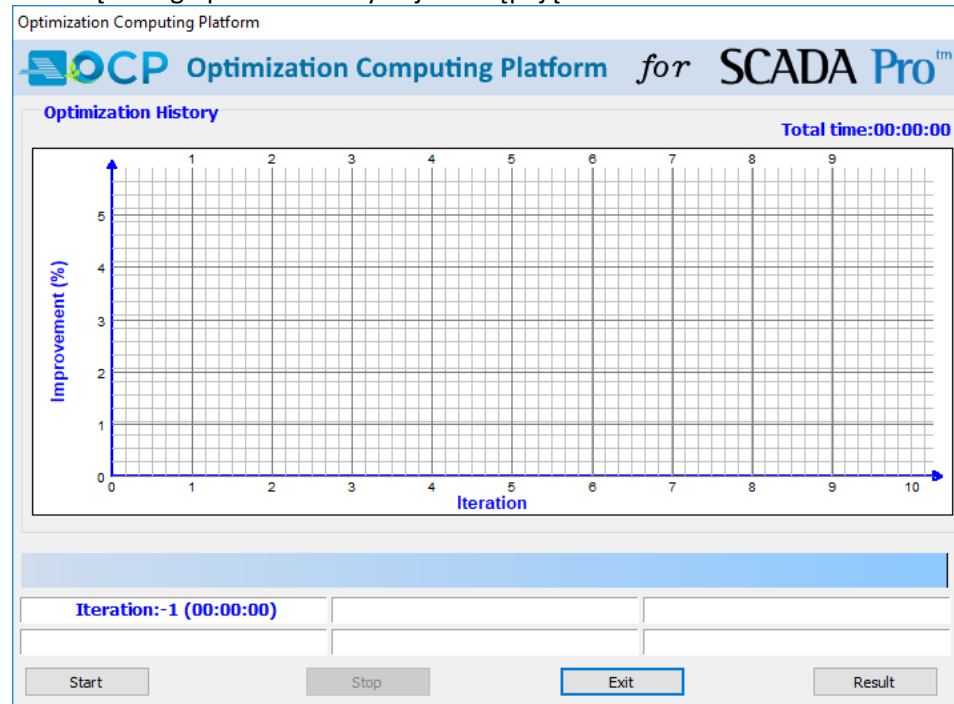 Optimization Computing Platform
OCP Optimization Computing Platform for SCADA Pro™
Optimization History
Total time:00:00:00
1 2 3 4 5 6 7 8 9
5
4
3
2
1
0
Improvement (%)
0 1 2 3 4 5 6 7 8 9 10
Iteration
Iteration:-1 (00:00:00)
Start Stop Exit Result